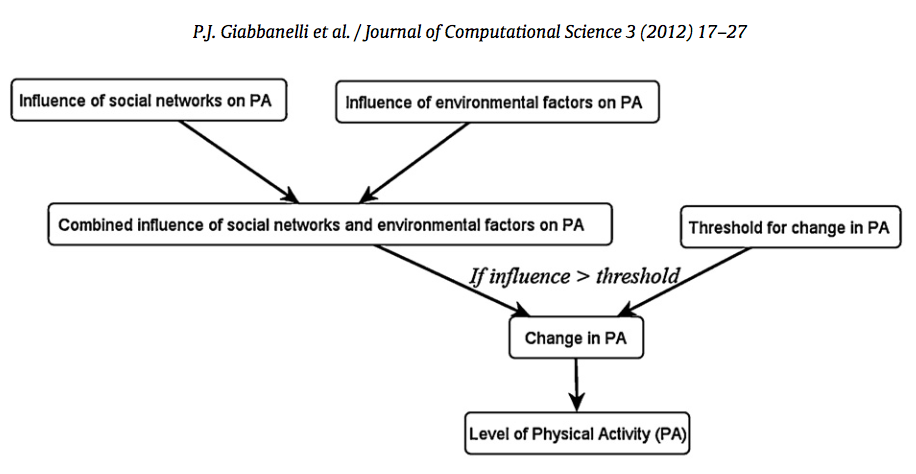 P.J. Giabbanelli et al. / Journal of Computational Science 3 (2012) 17–27
Influence of social networks on PA
Influence of environmental factors on PA
Combined influence of social networks and environmental factors on PA
Threshold for change in PA
If influence > threshold
Change in PA
Level of Physical Activity (PA)